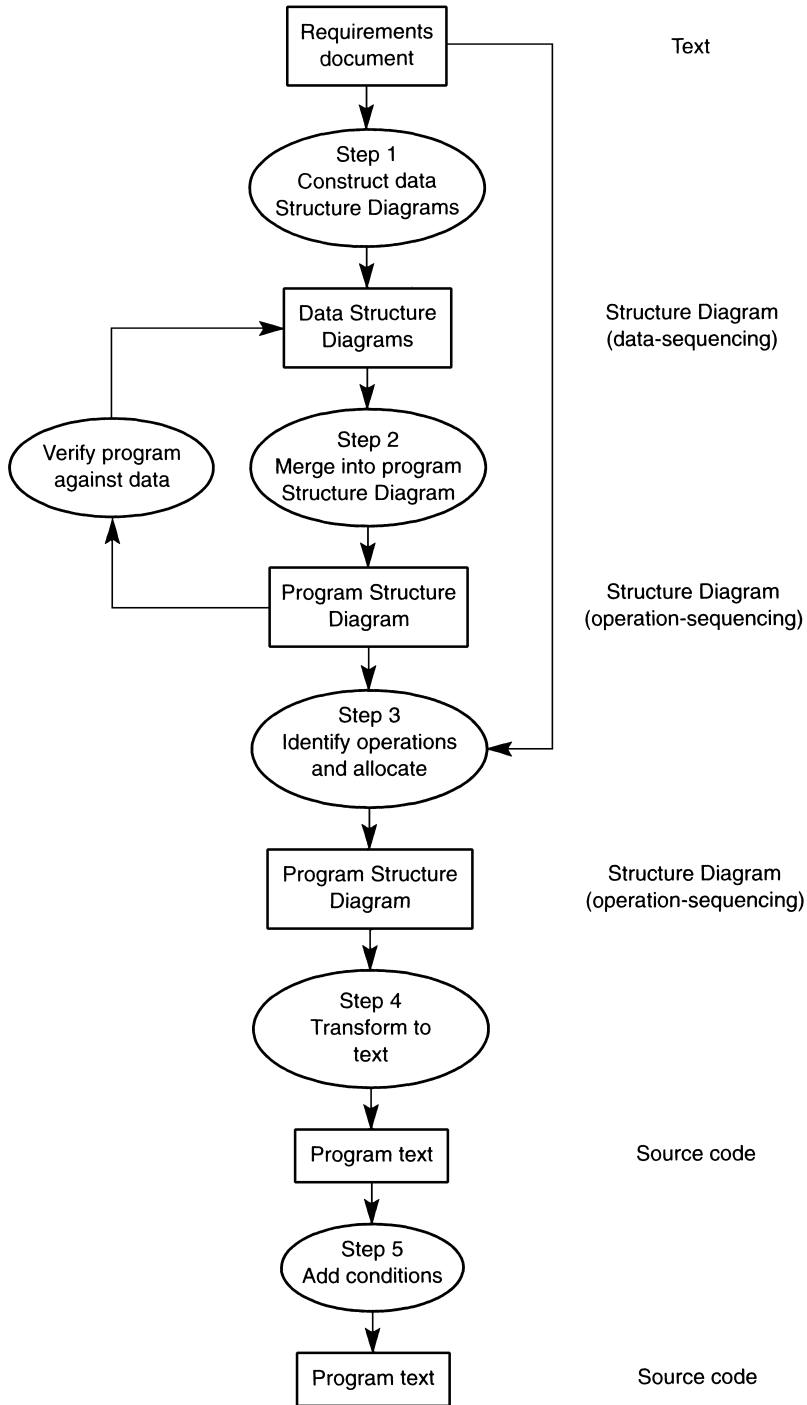 Requirements
document
Text
Step 1
Construct data
Structure Diagrams
Data Structure
Diagrams
Structure Diagram
(data-sequencing)
Verify program
against data
Step 2
Merge into program
Structure Diagram
Program Structure
Diagram
Structure Diagram
(operation-sequencing)
Step 3
Identify operations
and allocate
Program Structure
Diagram
Structure Diagram
(operation-sequencing)
Step 4
Transform to
text
Program text
Source code
Step 5
Add conditions
Program text
Source code